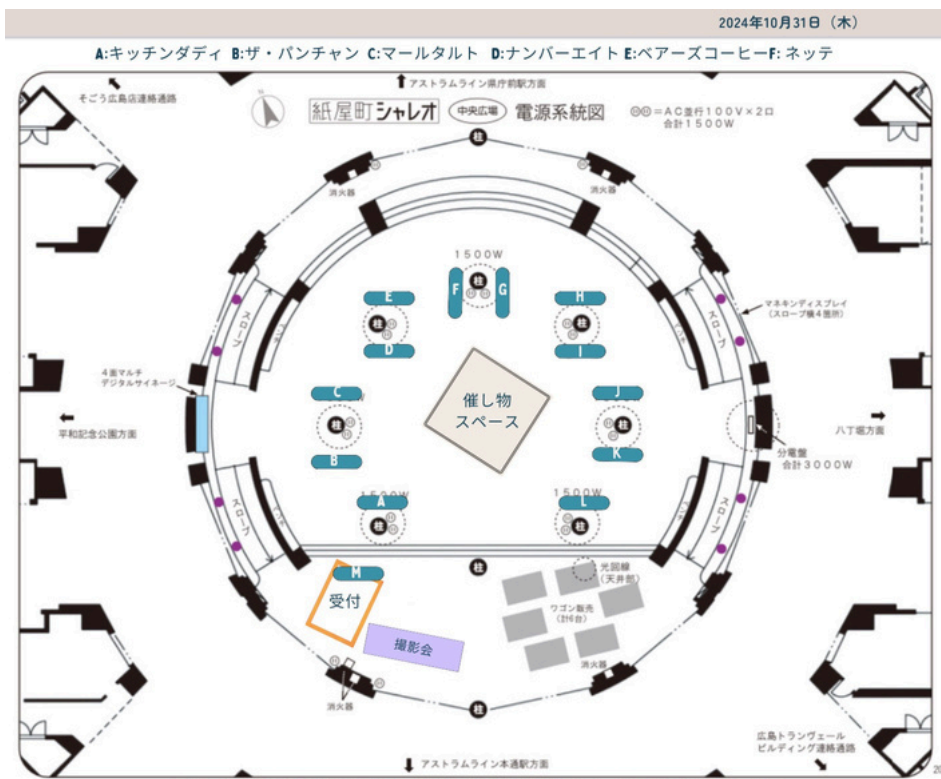 2024年10月31日（木）
A:キッチンダディ B:ザ・パンチャン C:マールタルト D:ナンバーエイト E:ベアーズコーヒー F:ネッテ
アストラムライン県庁前駅方面
そごう広島店連絡通路
N
紙屋町シャレオ
中央広場
電源系統図
=AC並行100V×2口
合計1500W
柱
消火器
消火器
1500W
柱
E
F
G
H
柱
柱
D
I
マネキンディスプレイ
(スロープ横4箇所)
スロープ
スロープ
4面マルチ
デジタルサイネージ
C
J
催し物
スペース
平和記念公園方面
柱
柱
八丁堀方面
B
K
分電盤
合計3000W
1500W
A
L
柱
柱
スロープ
スロープ
柱
M
受付
光回線
(天井部)
ワゴン販売
(計6台)
撮影会
消火器
消火器
柱
広島トランヴェール
ビルディング連絡通路
アストラムライン本通駅方面